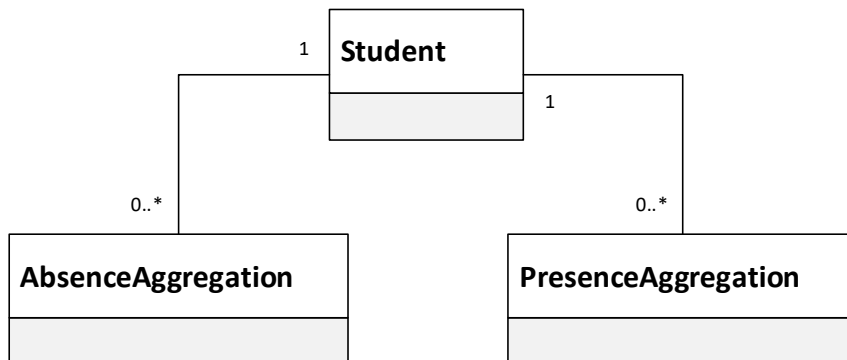 1
Student
1
0..*
0..*
AbsenceAggregation
PresenceAggregation